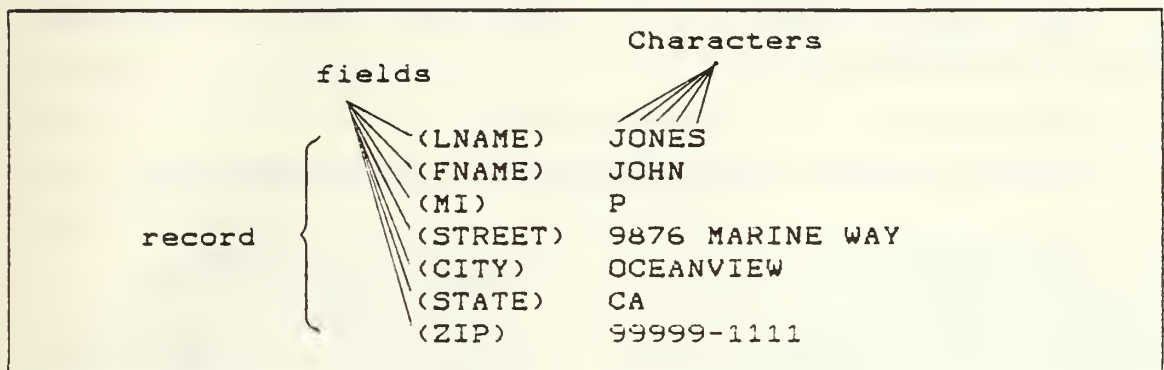 Characters
fields
(LNAME) JONES
(FNAME) JOHN
(MI) P
record (STREET) 9876 MARINE WAY
(CITY) OCEANVIEW
(STATE) CA
(ZIP) 99999-1111